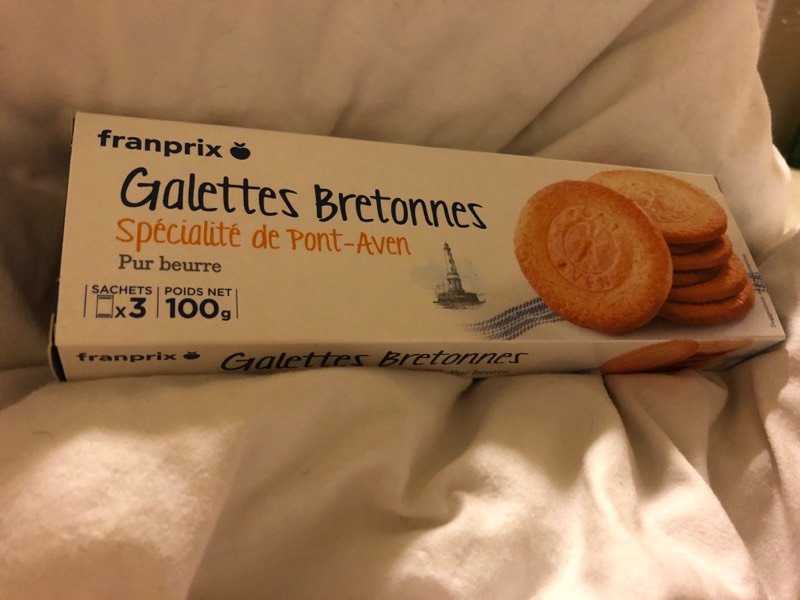 franprix
Galettes Bretonnes
Spécialité de Pont-Aven
Pur beurre
SACHETS
x3
POIDS NET
100g
franprix
Galettes Bretonnes
Pur beurre